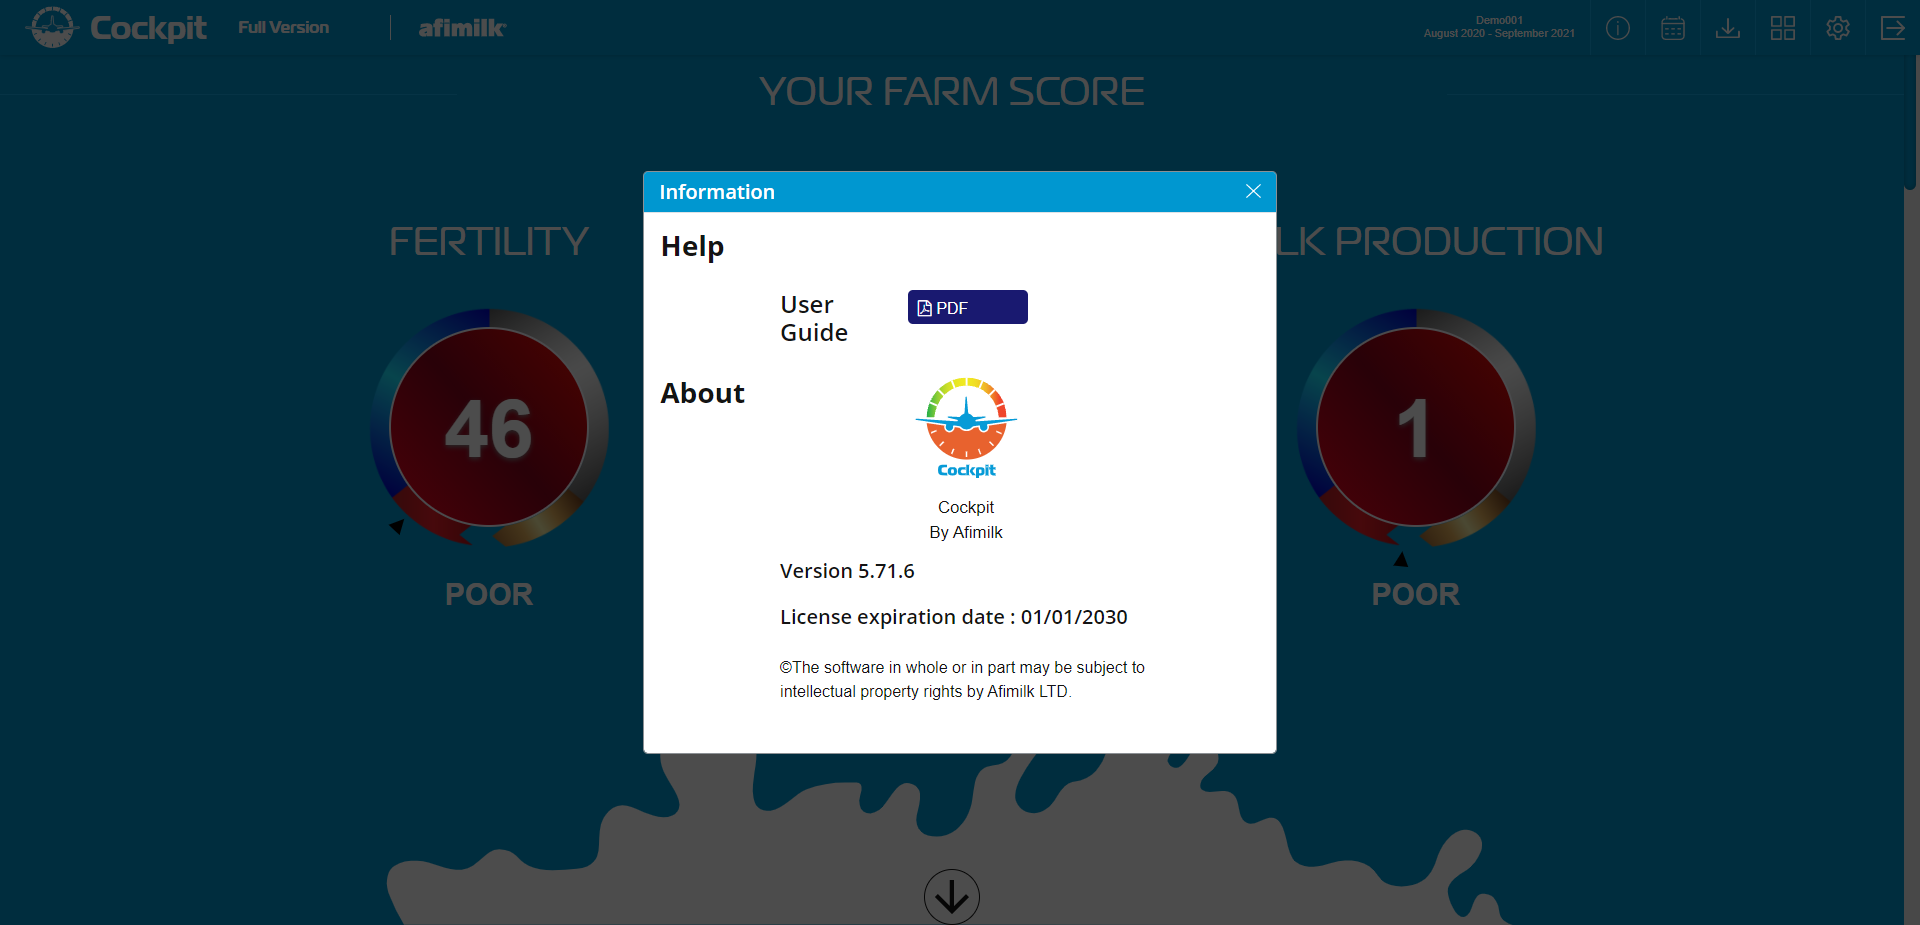 Cockpit
Full Version
afimilk
Demo001
August 2020 - September 2021
YOUR FARM SCORE
Information
Help
FERTILITY
LK PRODUCTION
User
Guide
PDF
About
46
1
Cockpit
Cockpit
By Afimilk
Version 5.71.6
POOR
POOR
License expiration date : 01/01/2030
©The software in whole or in part may be subject to
intellectual property rights by Afimilk LTD.